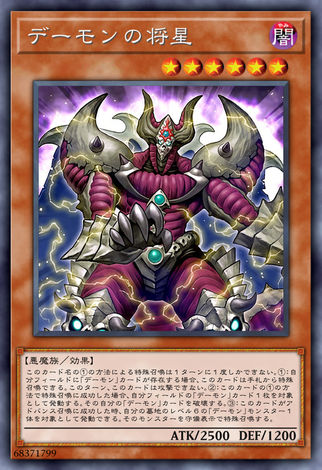 デーモンの将星
闇
やみ
【悪魔族／効果】
このカード名の①の方法による特殊召喚は１ターンに１度しかできない。①：自
分フィールドに「デーモン」カードが存在する場合、このカードは手札から特殊
召喚できる。このターン、このカードは攻撃できない。②：このカードの①の方
法で特殊召喚に成功した場合、自分フィールドの「デーモン」カード１枚を対象
として発動する。その自分の「デーモン」カードを破壊する。③：このカードがア
ドバンス召喚に成功した時、自分の墓地のレベル６の「デーモン」モンスター１
体を対象として発動できる。そのモンスターを守備表示で特殊召喚する。
ATK/2500 DEF/1200
68371799